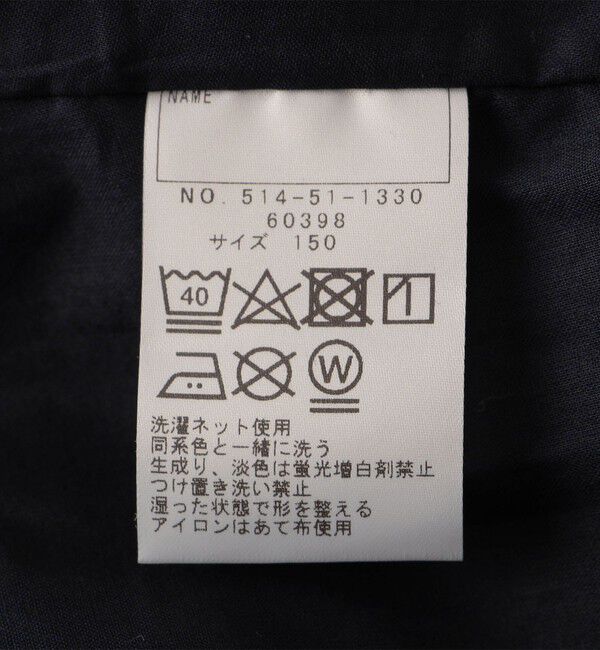 NAME
NO. 514-51-1330
60398
サイズ 150
40
W
洗濯ネット使用
同系色と一緒に洗う
生成り、淡色は蛍光増白剤禁止
つけ置き洗い禁止
湿った状態で形を整える
アイロンはあて布使用